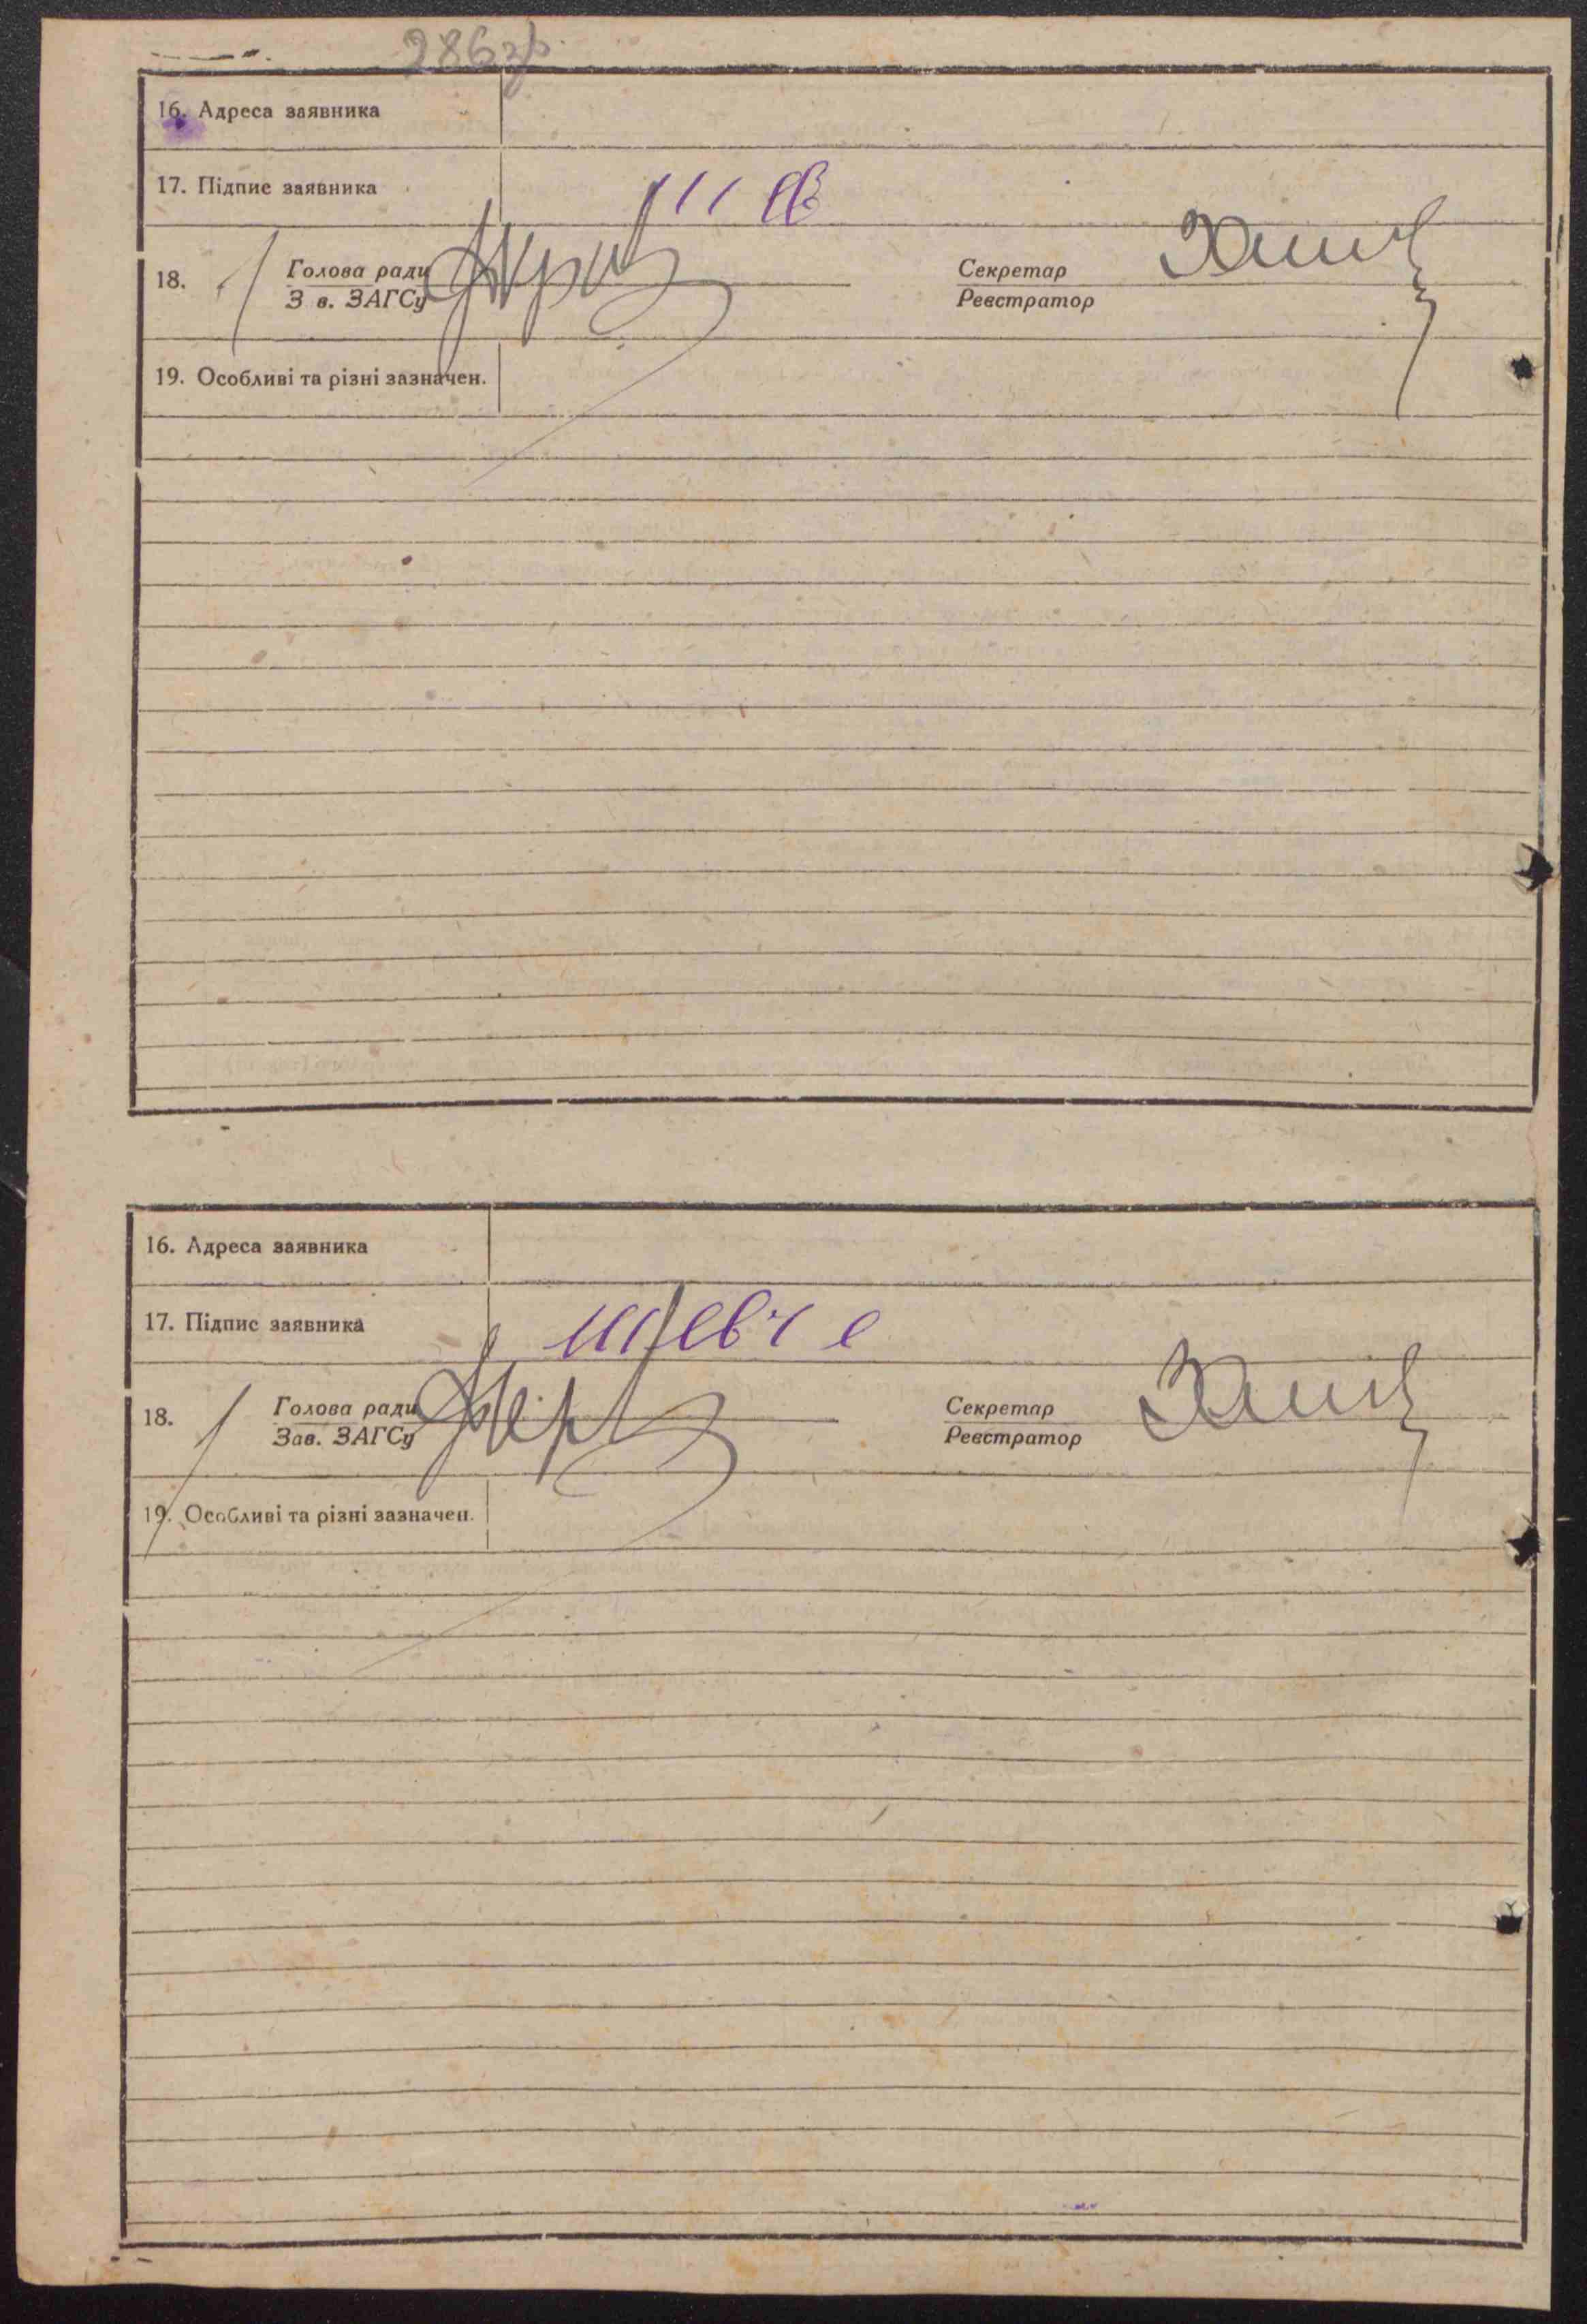 286зв.
16. Адреса заявника
17. Підпис заявника
18. Голова ради Секретар
З в. ЗАГСу Реєстратор
19. Особливі та різні зазначен.
16. Адреса заявника
17. Підпис заявника
18. Голова ради Секретар
Зав. ЗАГСу Реєстратор
19. Особливі та різні зазначен.